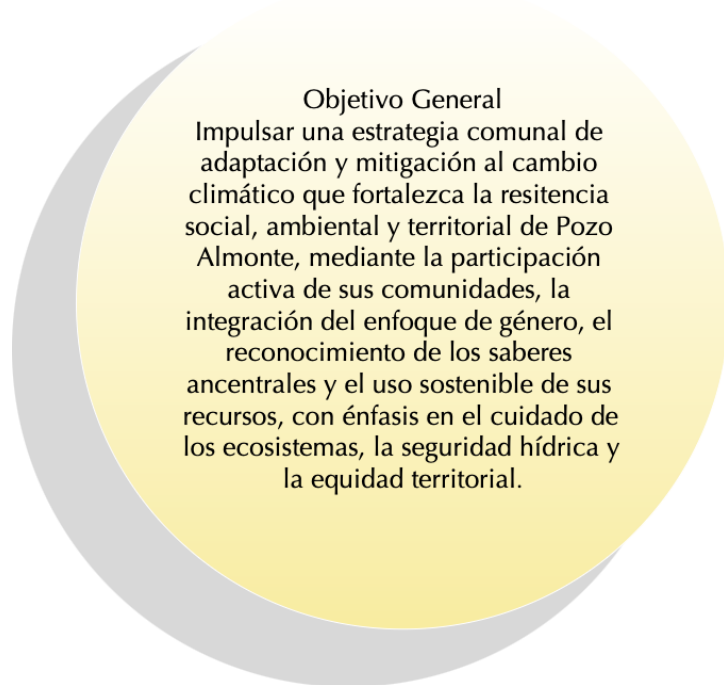 Objetivo General
Impulsar una estrategia comunal de
adaptación y mitigación al cambio
climático que fortalezca la resitencia
social, ambiental y territorial de Pozo
Almonte, mediante la participación
activa de sus comunidades, la
integración del enfoque de género, el
reconocimiento de los saberes
ancentrales y el uso sostenible de sus
recursos, con énfasis en el cuidado de
los ecosistemas, la seguridad hídrica y
la equidad territorial.